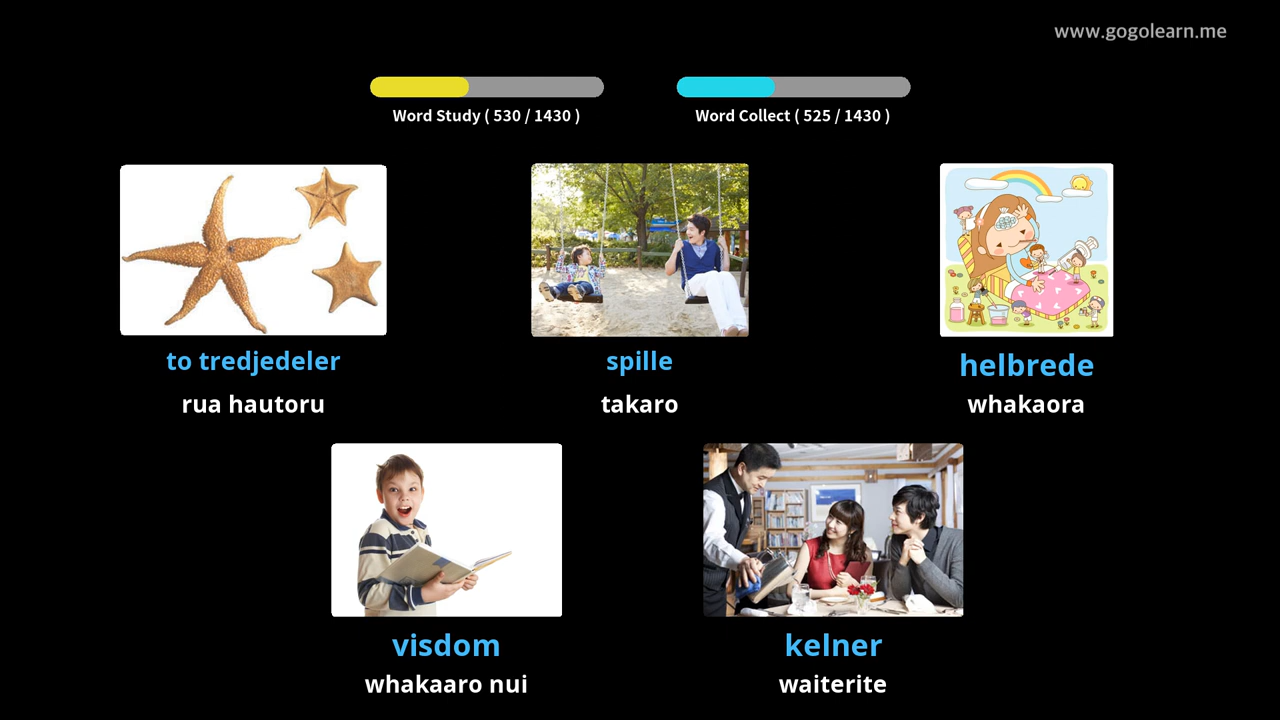 www.gogolearn.me
Word Study ( 530 / 1430 )
Word Collect ( 525 / 1430 )
to tredjedeler
rua hautoru
spille
takaro
helbrede
whakaora
visdom
whakaaro nui
kelner
waiterite